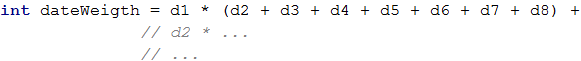 int dateWeigth = d1 * (d2 + d3 + d4 + d5 + d6 + d7 + d8) +
// d2 * ...
// ...